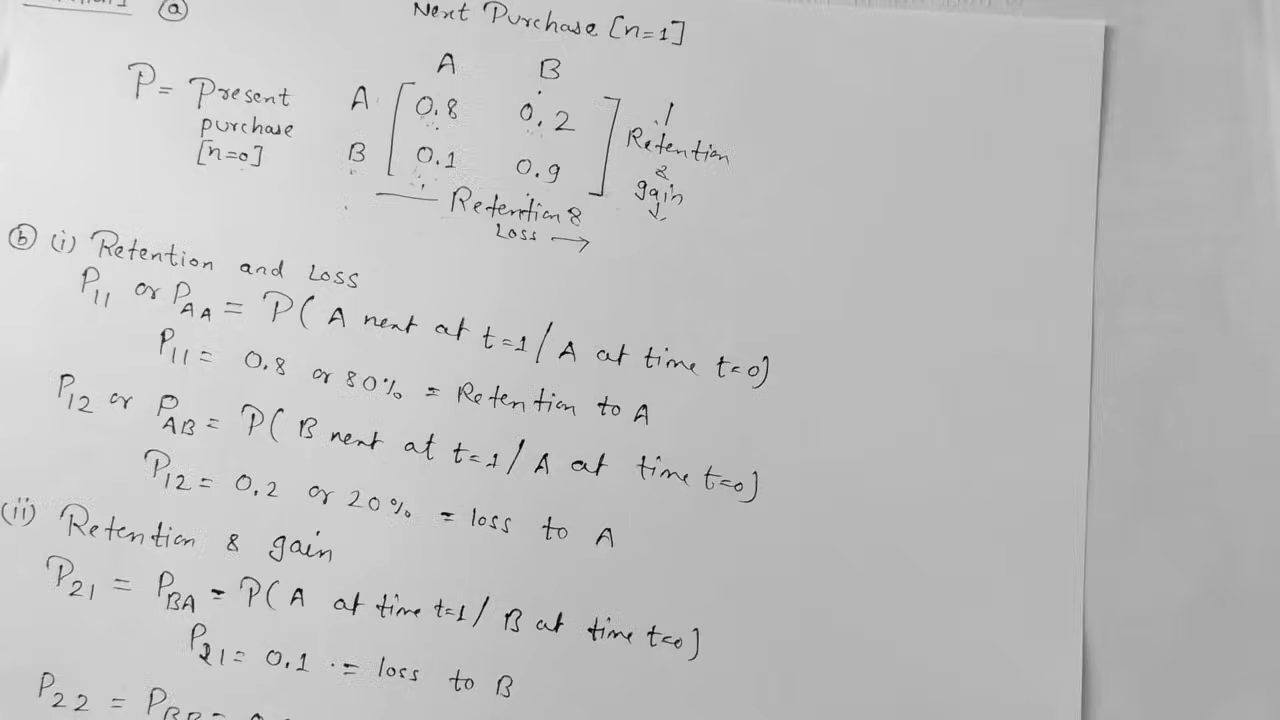 (a)
Next Purchase [n=1]
A B
P = Present purchase [n=0]
A [ 0.8 0.2 ]
B [ 0.1 0.9 ]
Retention & gain ↓
Retention & Loss →
(b) (i) Retention and Loss
P11 or PAA = P( A next at t=1 / A at time t=0)
P11 = 0.8 or 80% = Retention to A
P12 or PAB = P( B next at t=1 / A at time t=0)
P12 = 0.2 or 20% = loss to A
(ii) Retention & gain
P21 = PBA = P( A at time t=1 / B at time t=0)
P21 = 0.1 = loss to B
P22 = PBB =